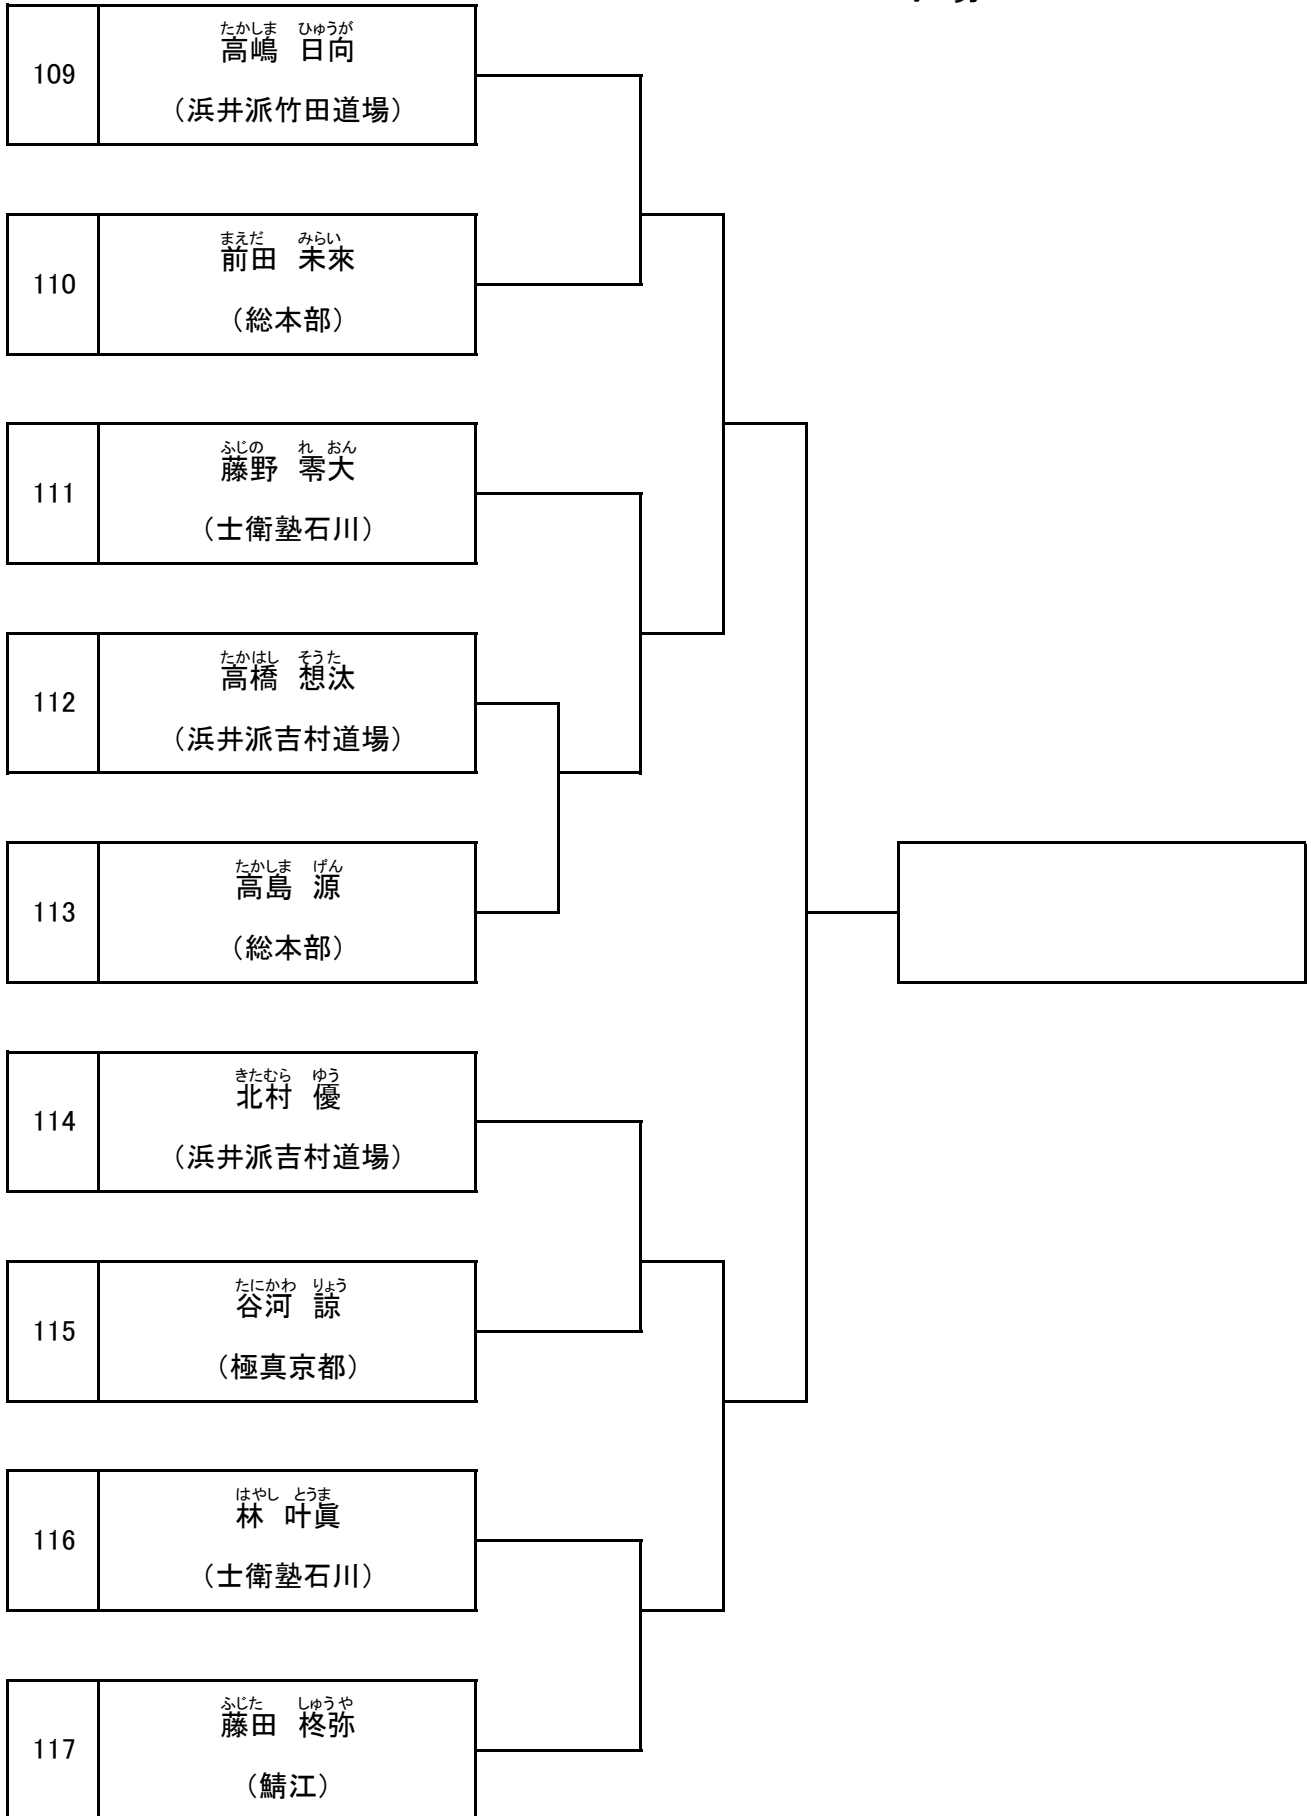 たかしま ひゅうが
109 高嶋 日向
(浜井派竹田道場)
まえだ みらい
110 前田 未來
(総本部)
ふじの れ おん
111 藤野 零大
(士衛塾石川)
たかはし そうた
112 高橋 想汰
(浜井派吉村道場)
たかしま げん
113 高島 源
(総本部)
きたむら ゆう
114 北村 優
(浜井派吉村道場)
たにかわ りょう
115 谷河 諒
(極真京都)
はやし とうま
116 林 叶眞
(士衛塾石川)
ふじた しゅうや
117 藤田 柊弥
(鯖江)